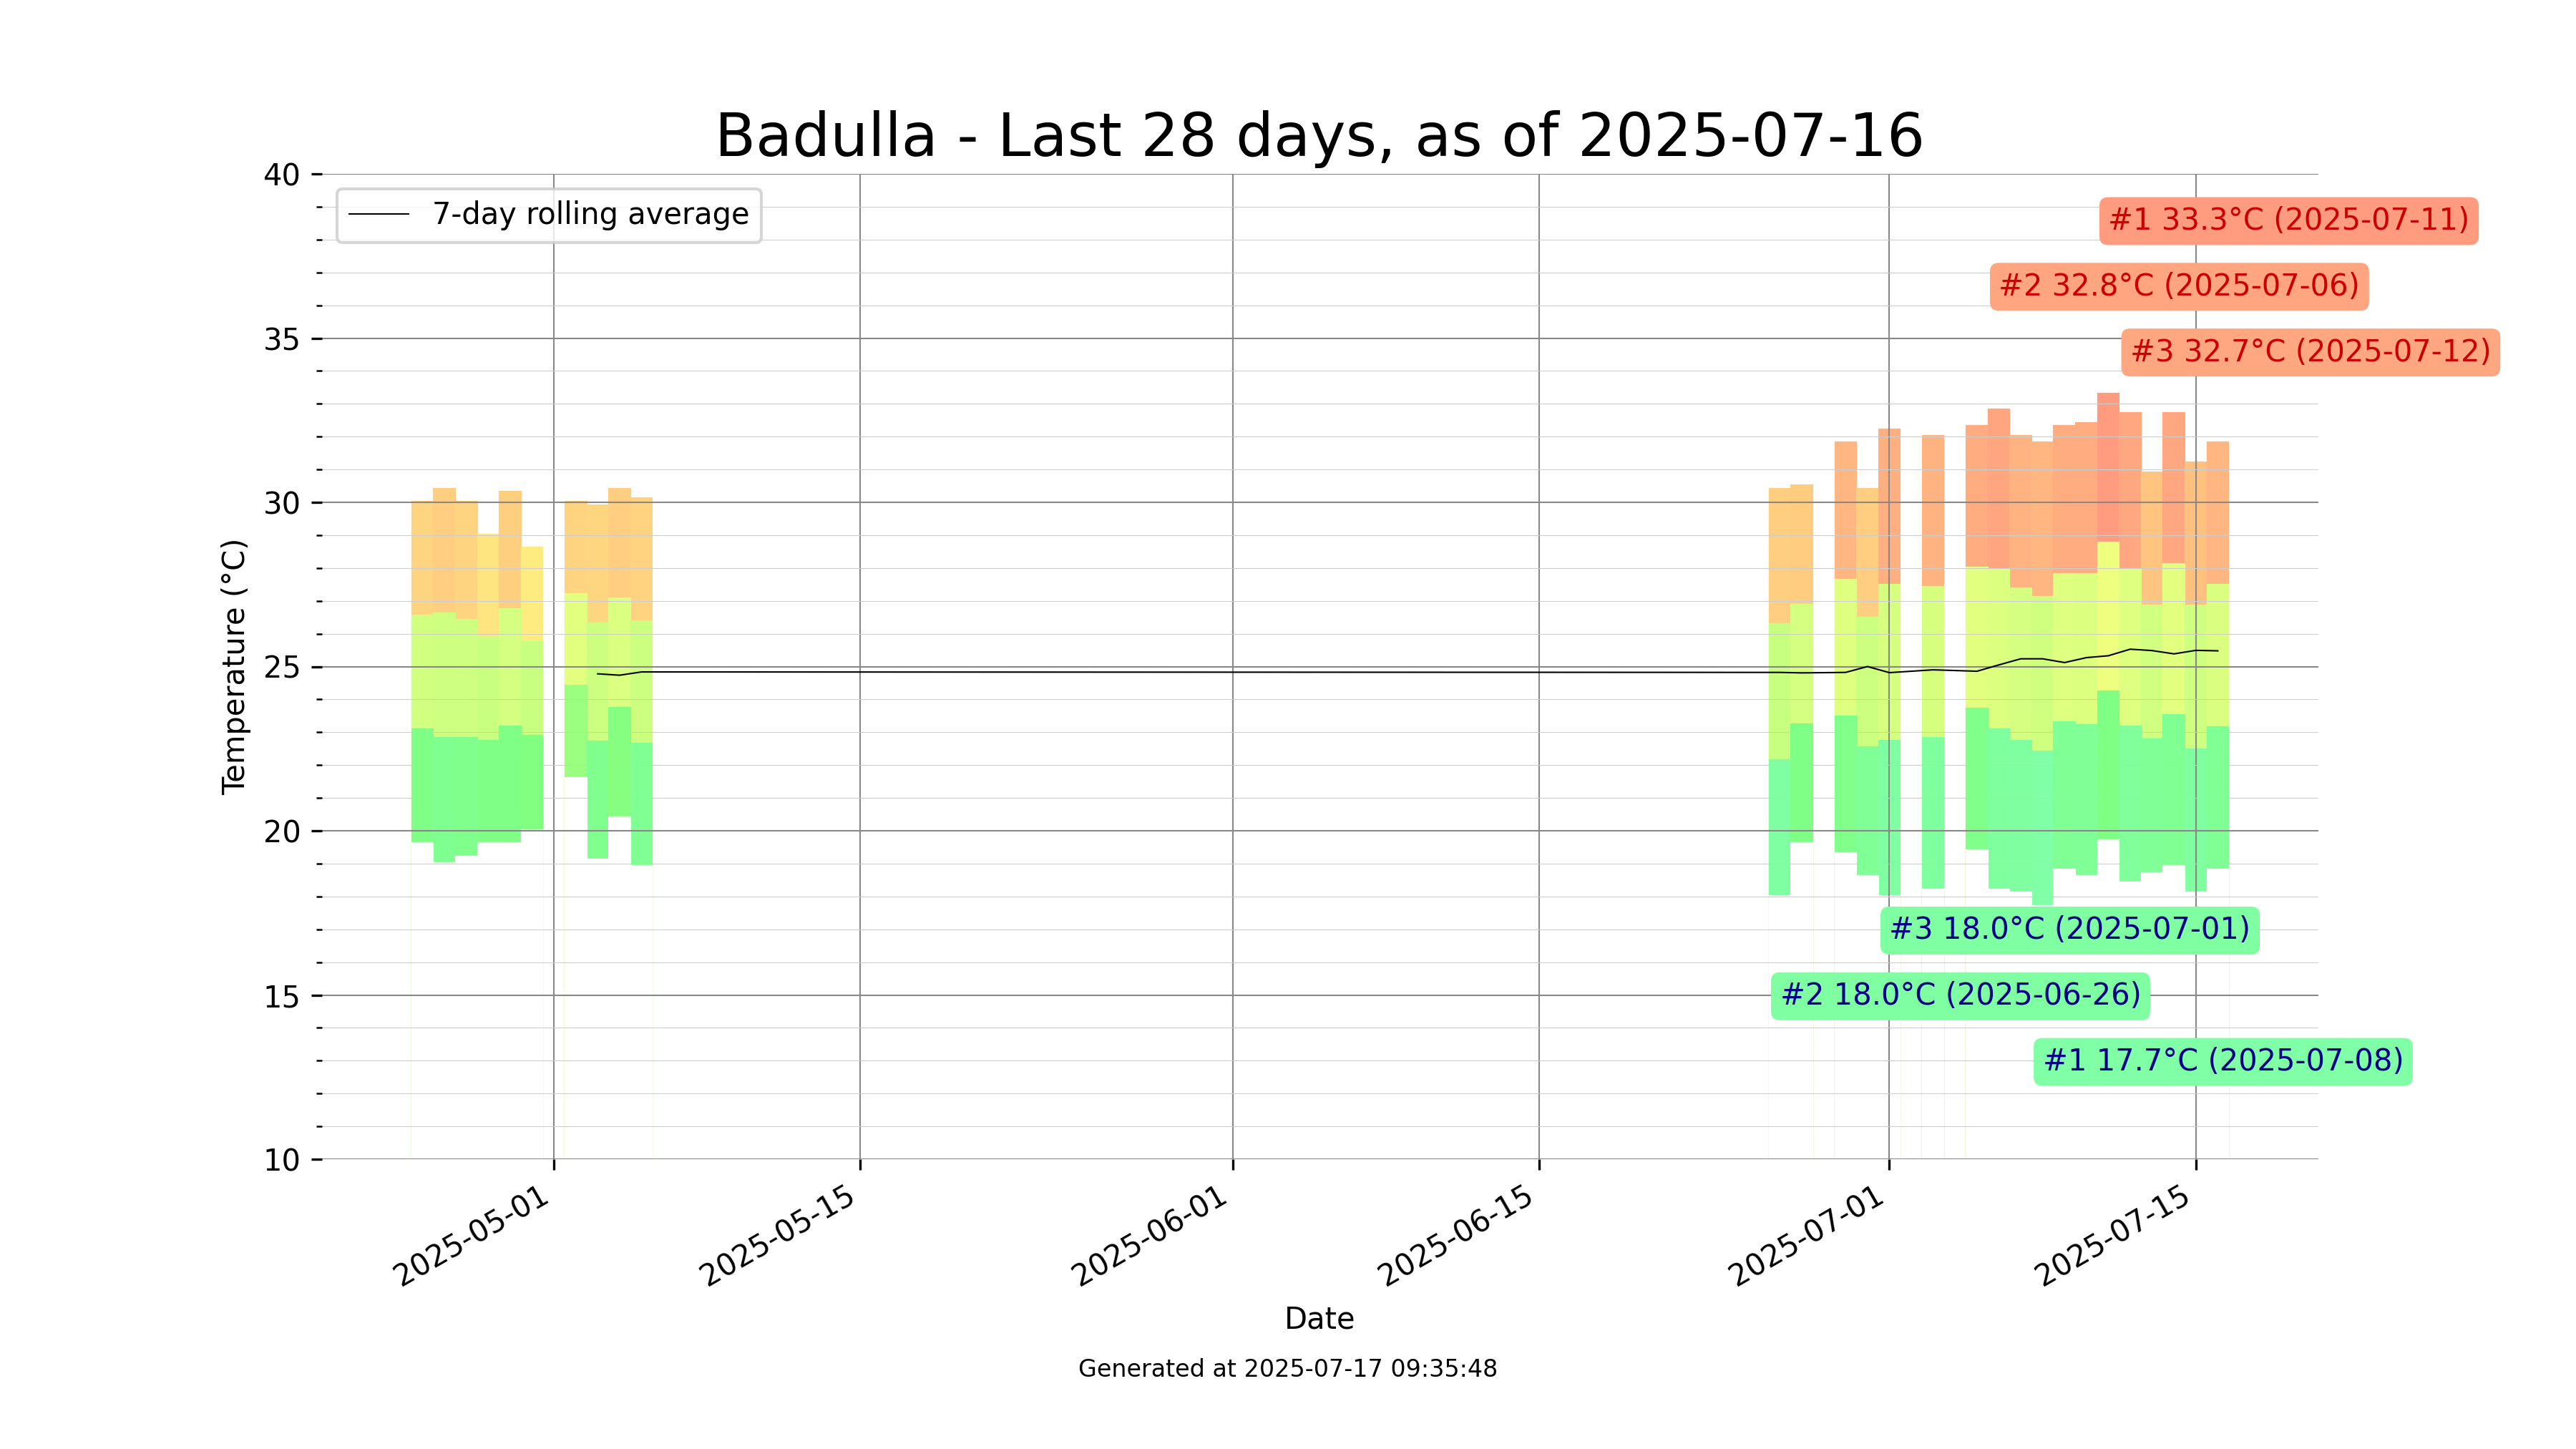 Badulla - Last 28 days, as of 2025-07-16
7-day rolling average
#1 33.3°C (2025-07-11)
#2 32.8°C (2025-07-06)
#3 32.7°C (2025-07-12)
#3 18.0°C (2025-07-01)
#2 18.0°C (2025-06-26)
#1 17.7°C (2025-07-08)
40
35
30
25
20
15
10
Temperature (°C)
2025-05-01
2025-05-15
2025-06-01
2025-06-15
2025-07-01
2025-07-15
Date
Generated at 2025-07-17 09:35:48